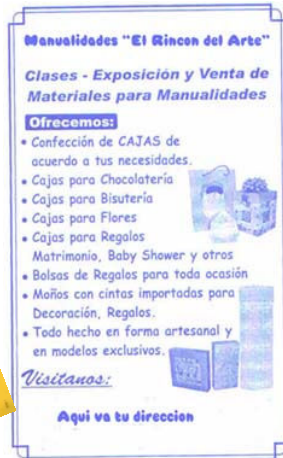 Manualidades "El Rincon del Arte"
Clases - Exposición y Venta de
Materiales para Manualidades
Ofrecemos:
• Confección de CAJAS de
acuerdo a tus necesidades.
• Cajas para Chocolatería
• Cajas para Bisutería
• Cajas para Flores
• Cajas para Regalos
Matrimonio, Baby Shower y otros
• Bolsas de Regalos para toda ocasión
• Moños con cintas importadas para
Decoración, Regalos.
• Todo hecho en forma artesanal y
en modelos exclusivos.
Visitanos:
Aqui va tu direccion